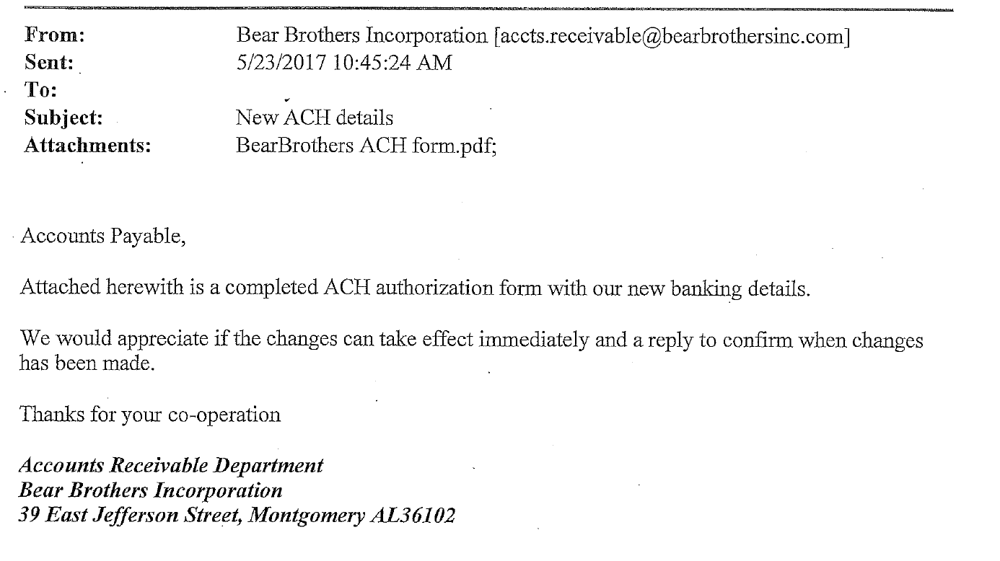 From: Bear Brothers Incorporation [accts.receivable@bearbrothersinc.com]
Sent: 5/23/2017 10:45:24 AM
To:
Subject: New ACH details
Attachments: BearBrothers ACH form.pdf;
Accounts Payable,
Attached herewith is a completed ACH authorization form with our new banking details.
We would appreciate if the changes can take effect immediately and a reply to confirm when changes
has been made.
Thanks for your co-operation
Accounts Receivable Department
Bear Brothers Incorporation
39 East Jefferson Street, Montgomery AL36102